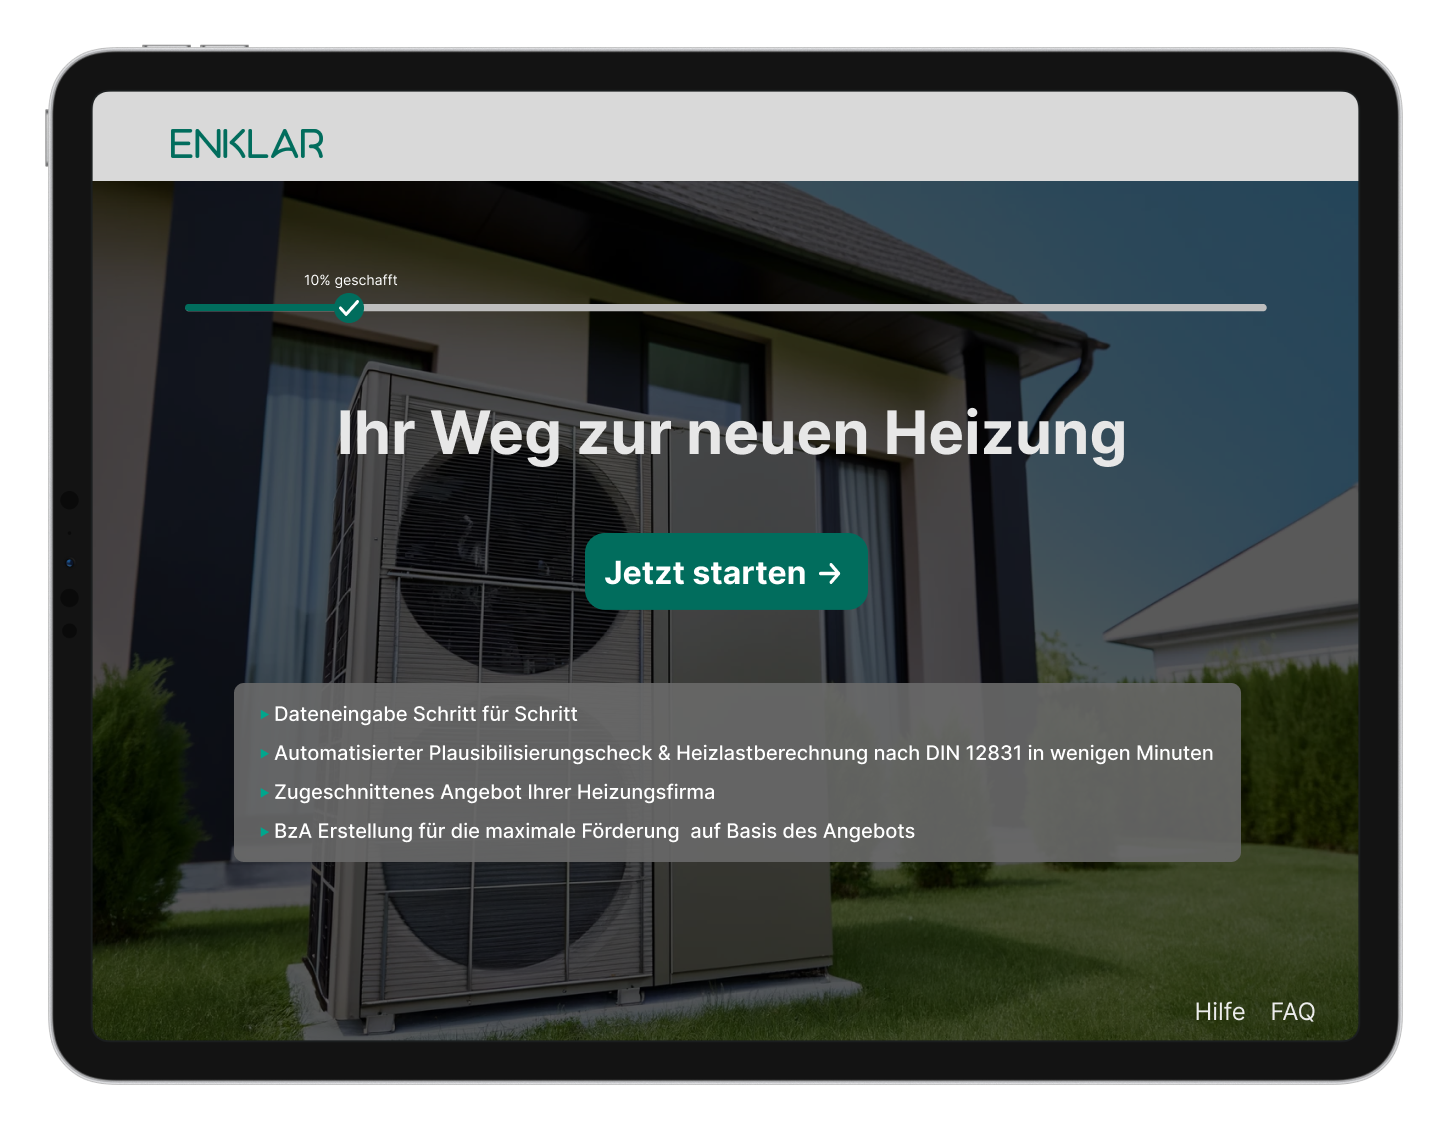 ENKLAR
10% geschafft
Ihr Weg zur neuen Heizung
Jetzt starten →
▸ Dateneingabe Schritt für Schritt
▸ Automatisierter Plausibilisierungscheck & Heizlastberechnung nach DIN 12831 in wenigen Minuten
▸ Zugeschnittenes Angebot Ihrer Heizungsfirma
▸ BzA Erstellung für die maximale Förderung  auf Basis des Angebots
Hilfe FAQ